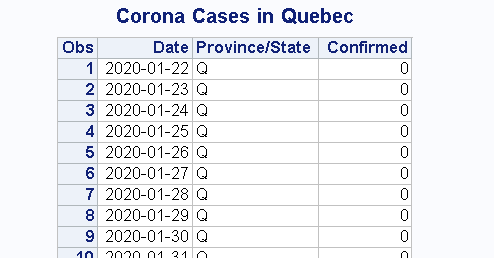 Corona Cases in Quebec
Obs Date Province/State Confirmed
1 2020-01-22 Q 0
2 2020-01-23 Q 0
3 2020-01-24 Q 0
4 2020-01-25 Q 0
5 2020-01-26 Q 0
6 2020-01-27 Q 0
7 2020-01-28 Q 0
8 2020-01-29 Q 0
9 2020-01-30 Q 0
10 2020-01-31 Q 0